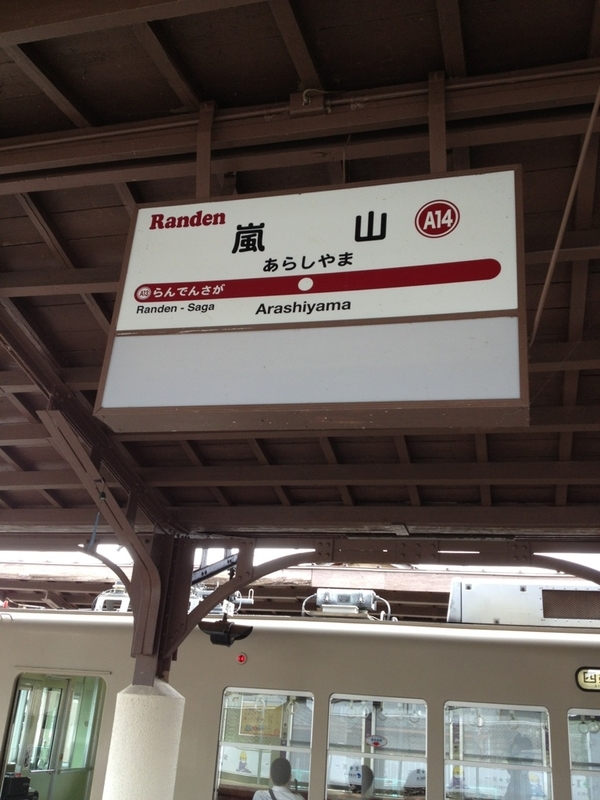 Randen
嵐山
A14
あらしやま
A13 らんでんさが
Randen - Saga
Arashiyama